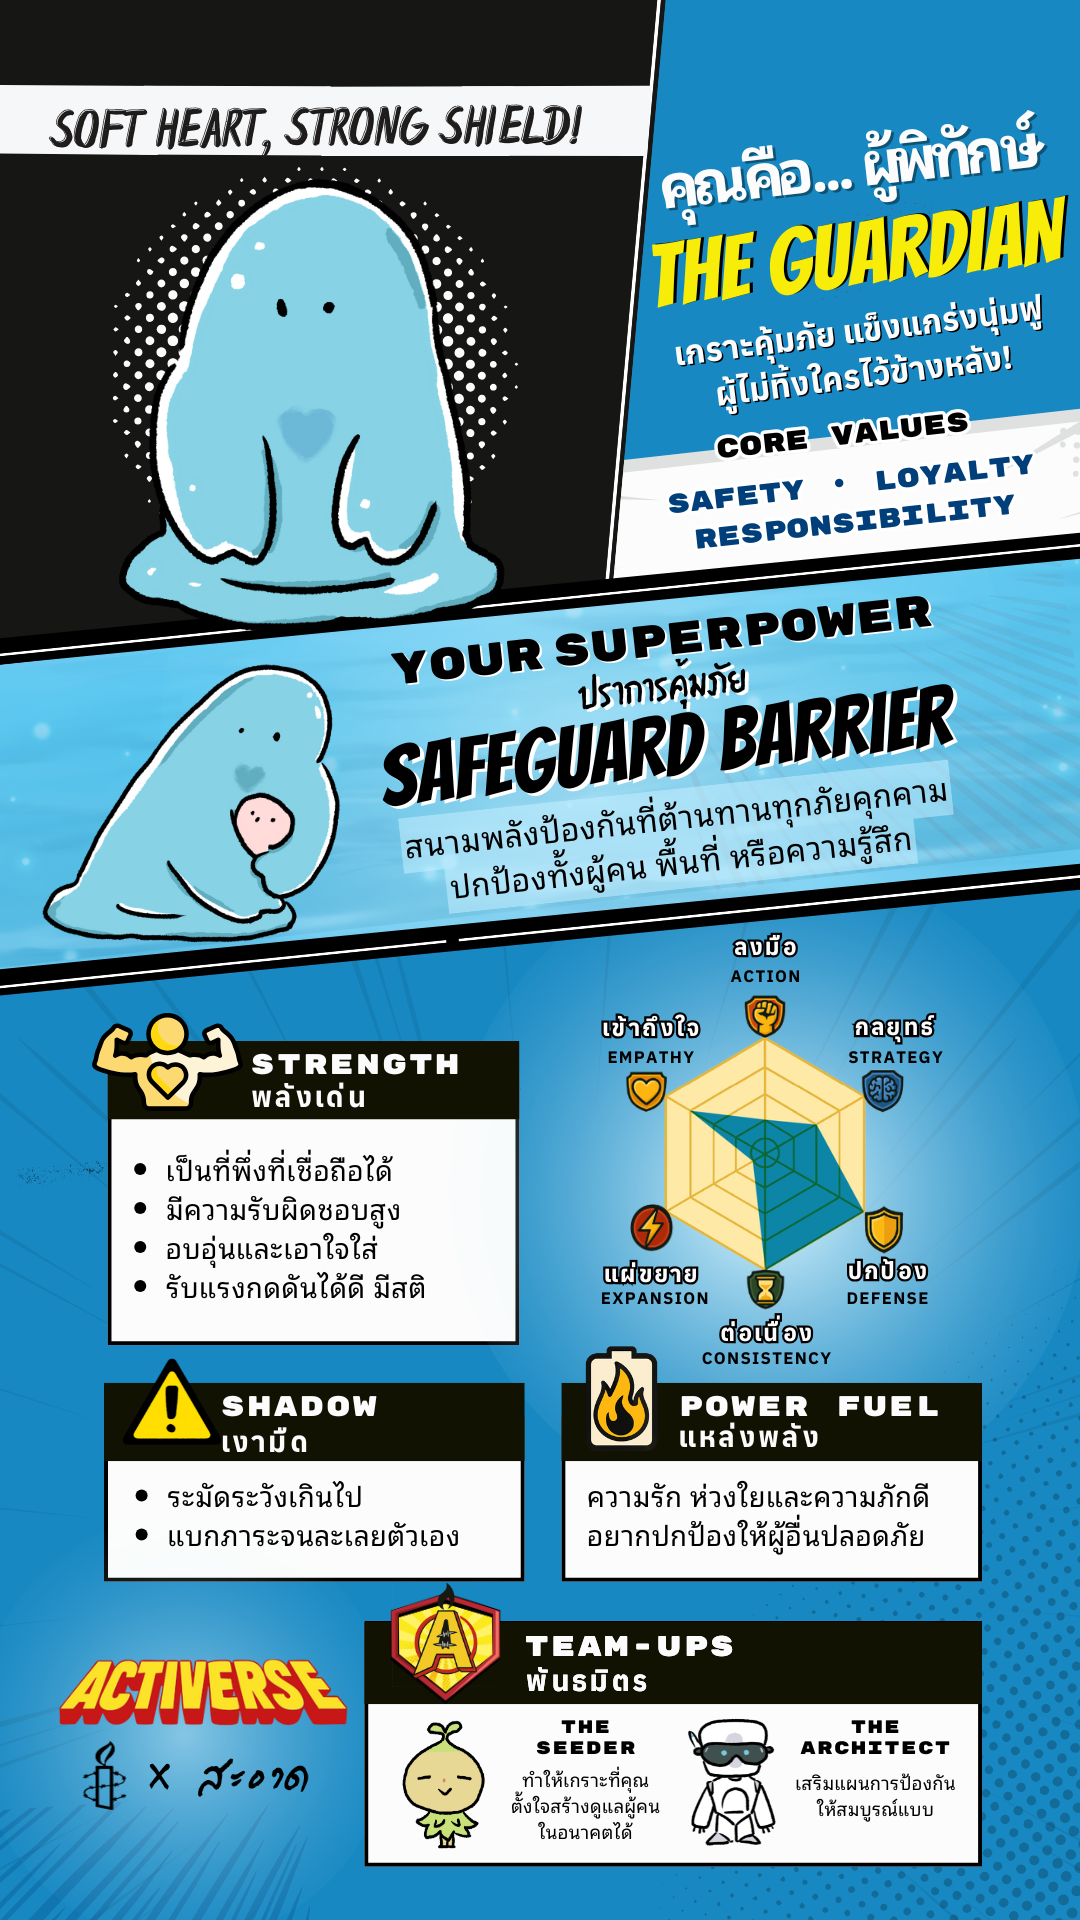 SOFT HEART, STRONG SHIELD!
คุณคือ... ผู้พิทักษ์
THE GUARDIAN
เกราะคุ้มภัย แข็งแกร่งนุ่มฟู
ผู้ไม่ทิ้งใครไว้ข้างหลัง!
CORE VALUES
SAFETY • LOYALTY
RESPONSIBILITY
YOUR SUPERPOWER
ปราการคุ้มภัย
SAFEGUARD BARRIER
สนามพลังป้องกันที่ต้านทานทุกภัยคุกคาม
ปกป้องทั้งผู้คน พื้นที่ หรือความรู้สึก
ลงมือ
ACTION
เข้าถึงใจ
EMPATHY
กลยุทธ์
STRATEGY
แผ่ขยาย
EXPANSION
ปกป้อง
DEFENSE
ต่อเนื่อง
CONSISTENCY
STRENGTH
พลังเด่น
• เป็นที่พึ่งที่เชื่อถือได้
• มีความรับผิดชอบสูง
• อบอุ่นและเอาใจใส่
• รับแรงกดดันได้ดี มีสติ
SHADOW
เงามืด
• ระมัดระวังเกินไป
• แบกภาระจนละเลยตัวเอง
POWER FUEL
แหล่งพลัง
ความรัก ห่วงใยและความภักดี
อยากปกป้องให้ผู้อื่นปลอดภัย
A
TEAM-UPS
พันธมิตร
THE
SEEDER
ทำให้เกราะที่คุณ
ตั้งใจสร้างดูแลผู้คน
ในอนาคตได้
THE
ARCHITECT
เสริมแผนการป้องกัน
ให้สมบูรณ์แบบ
ACTIVERSE
x สะอาด